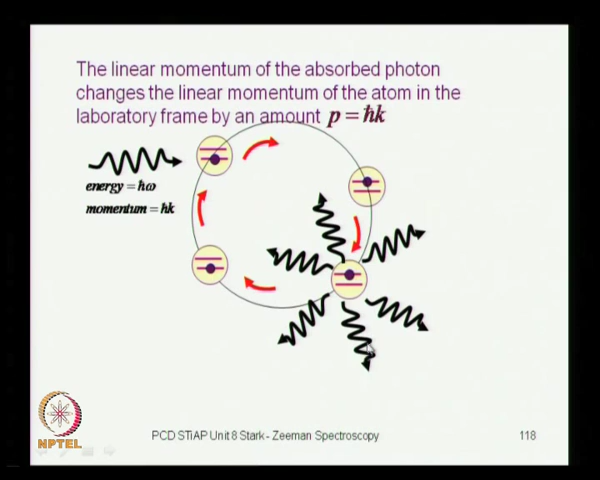 The linear momentum of the absorbed photon
changes the linear momentum of the atom in the
laboratory frame by an amount p = ħk
energy = ħω
momentum = ħk
NPTEL
PCD STiAP Unit 8 Stark - Zeeman Spectroscopy
118